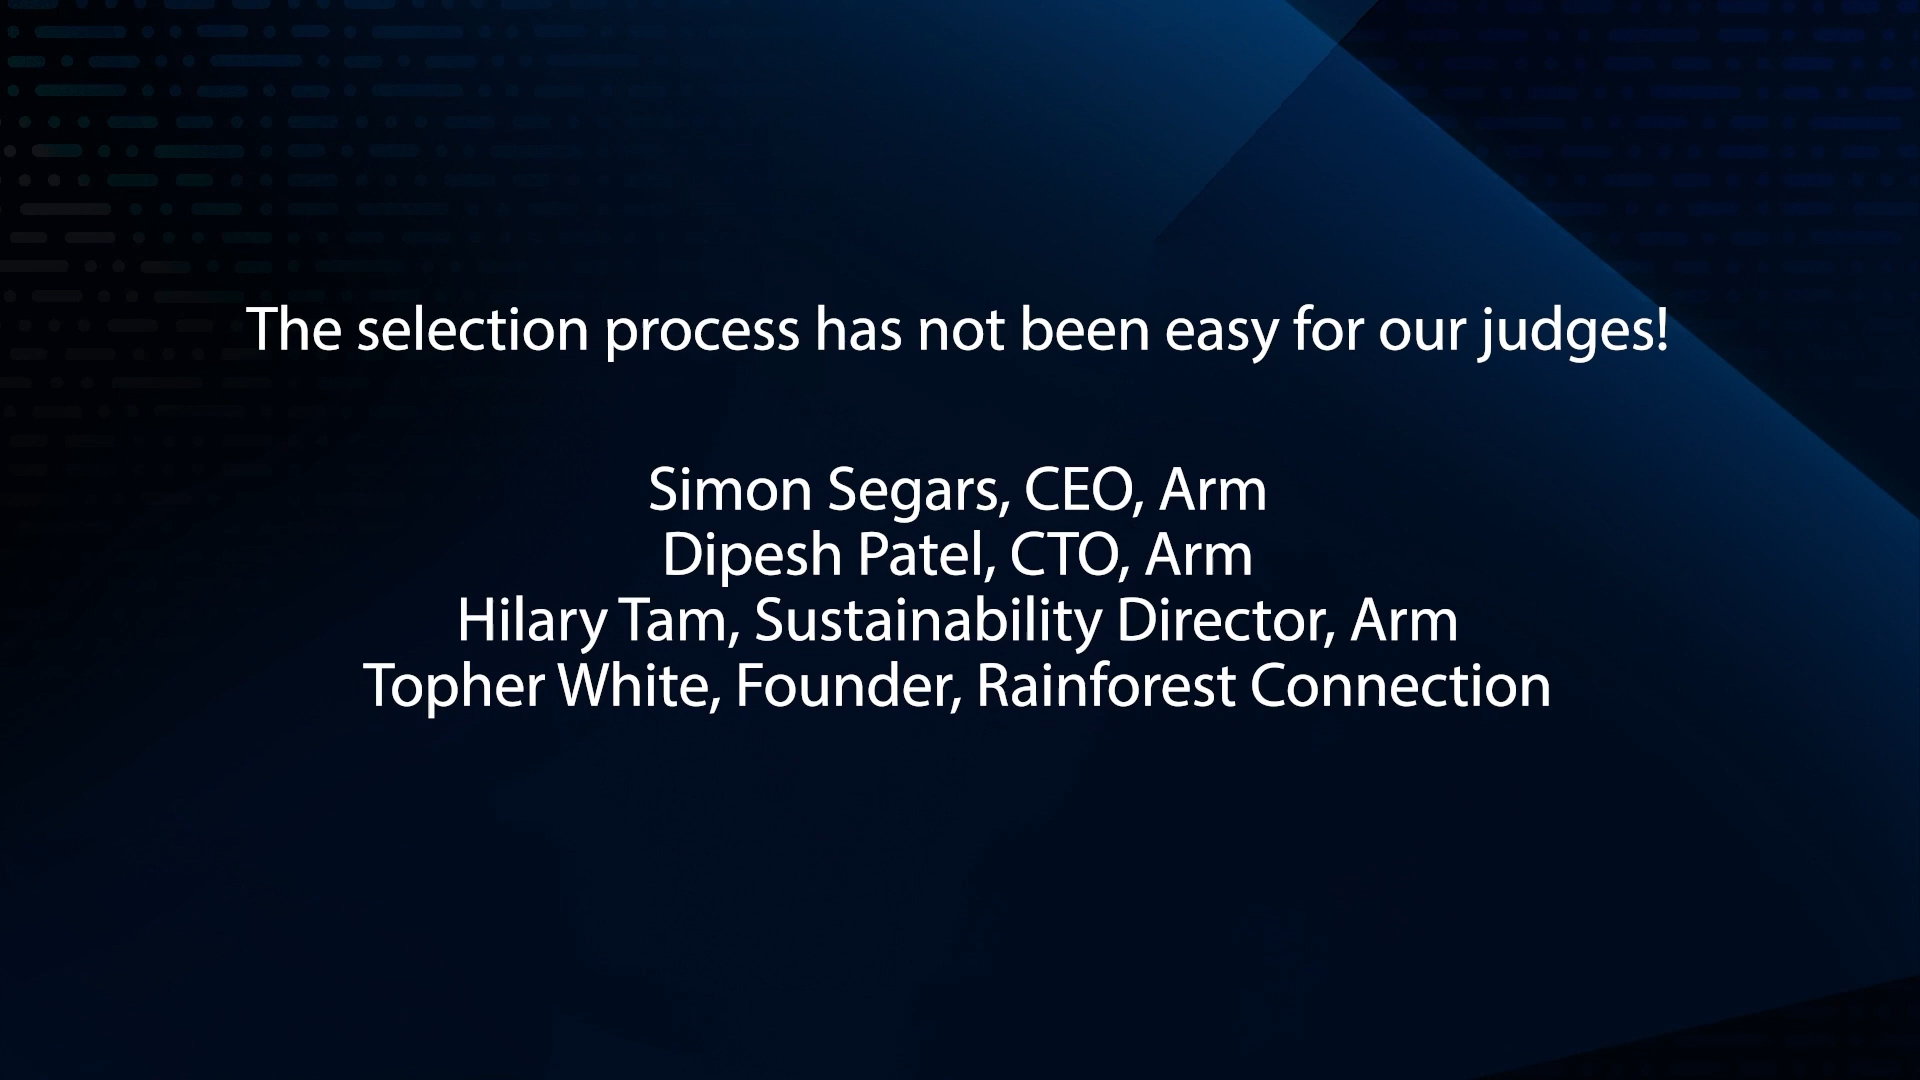 The selection process has not been easy for our judges!
Simon Segars, CEO, Arm
Dipesh Patel, CTO, Arm
Hilary Tam, Sustainability Director, Arm
Topher White, Founder, Rainforest Connection